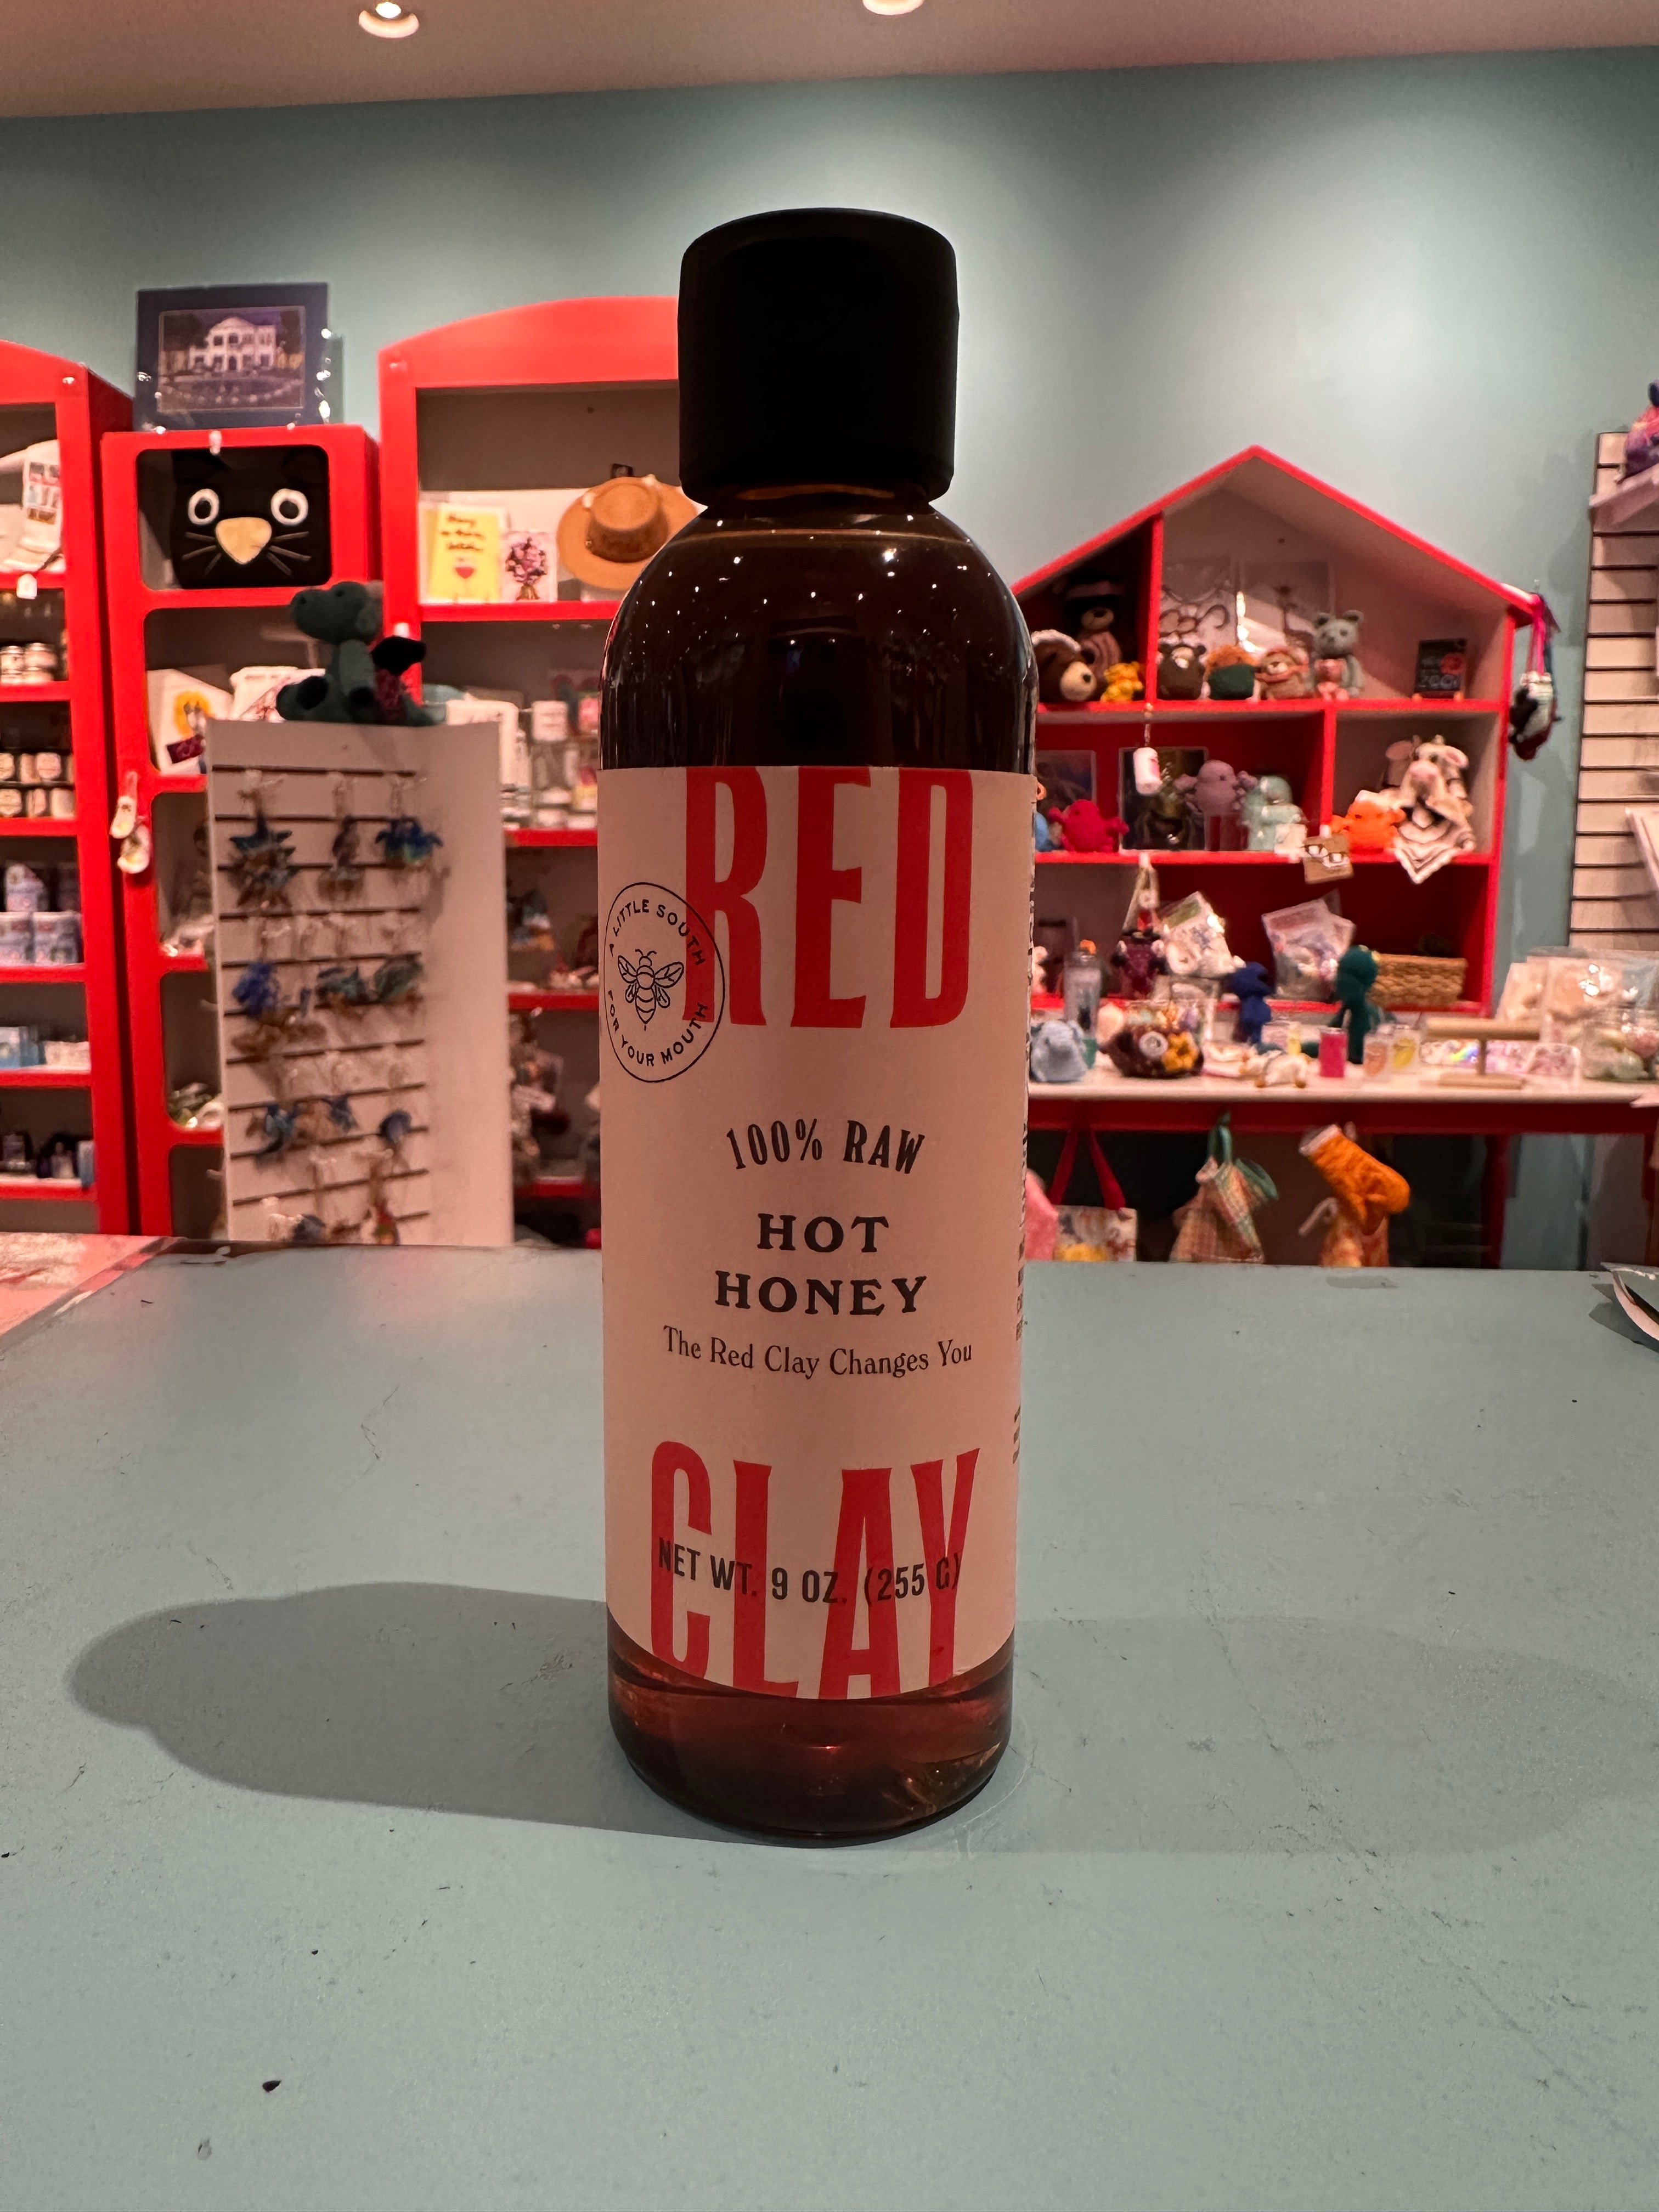 RED
A LITTLE SOUTH
FOR YOUR MOUTH
100% RAW
HOT
HONEY
The Red Clay Changes You
CLAY
NET WT. 9 OZ. (255 G)